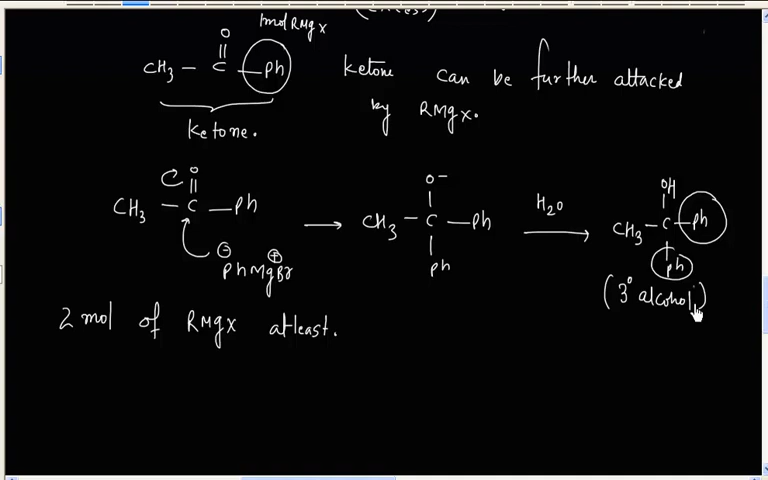 (excess)
1mol RMgx
O
CH3 — C — Ph
ketone can be further attacked
by RMgx.
ketone.
O
CH3 — C — Ph
⊖ ⊕
PhMgBr
O−
CH3 — C — Ph
Ph
H2O
OH
CH3 — C — Ph
Ph
(3° alcohol)
2 mol of RMgX atleast.